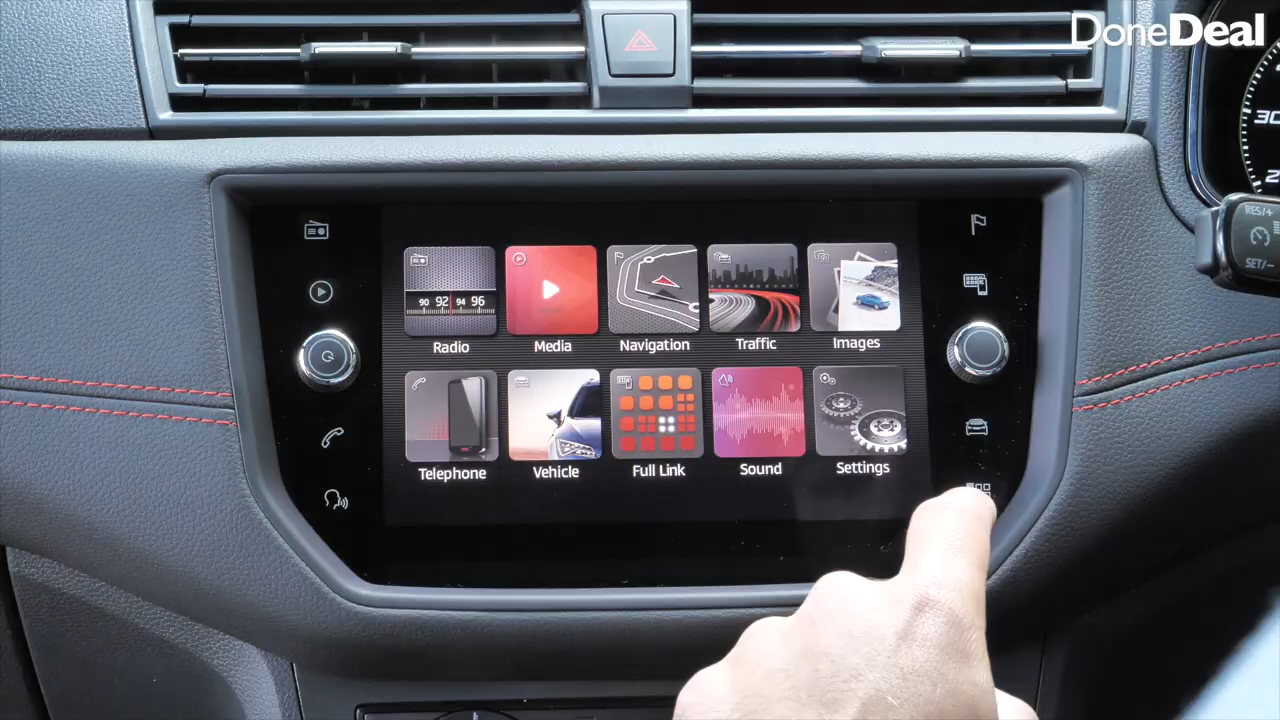 DoneDeal
30
2
RES/+
SET/-
90 92 94 96
Radio
Media
Navigation
Traffic
Images
Telephone
Vehicle
Full Link
Sound
Settings